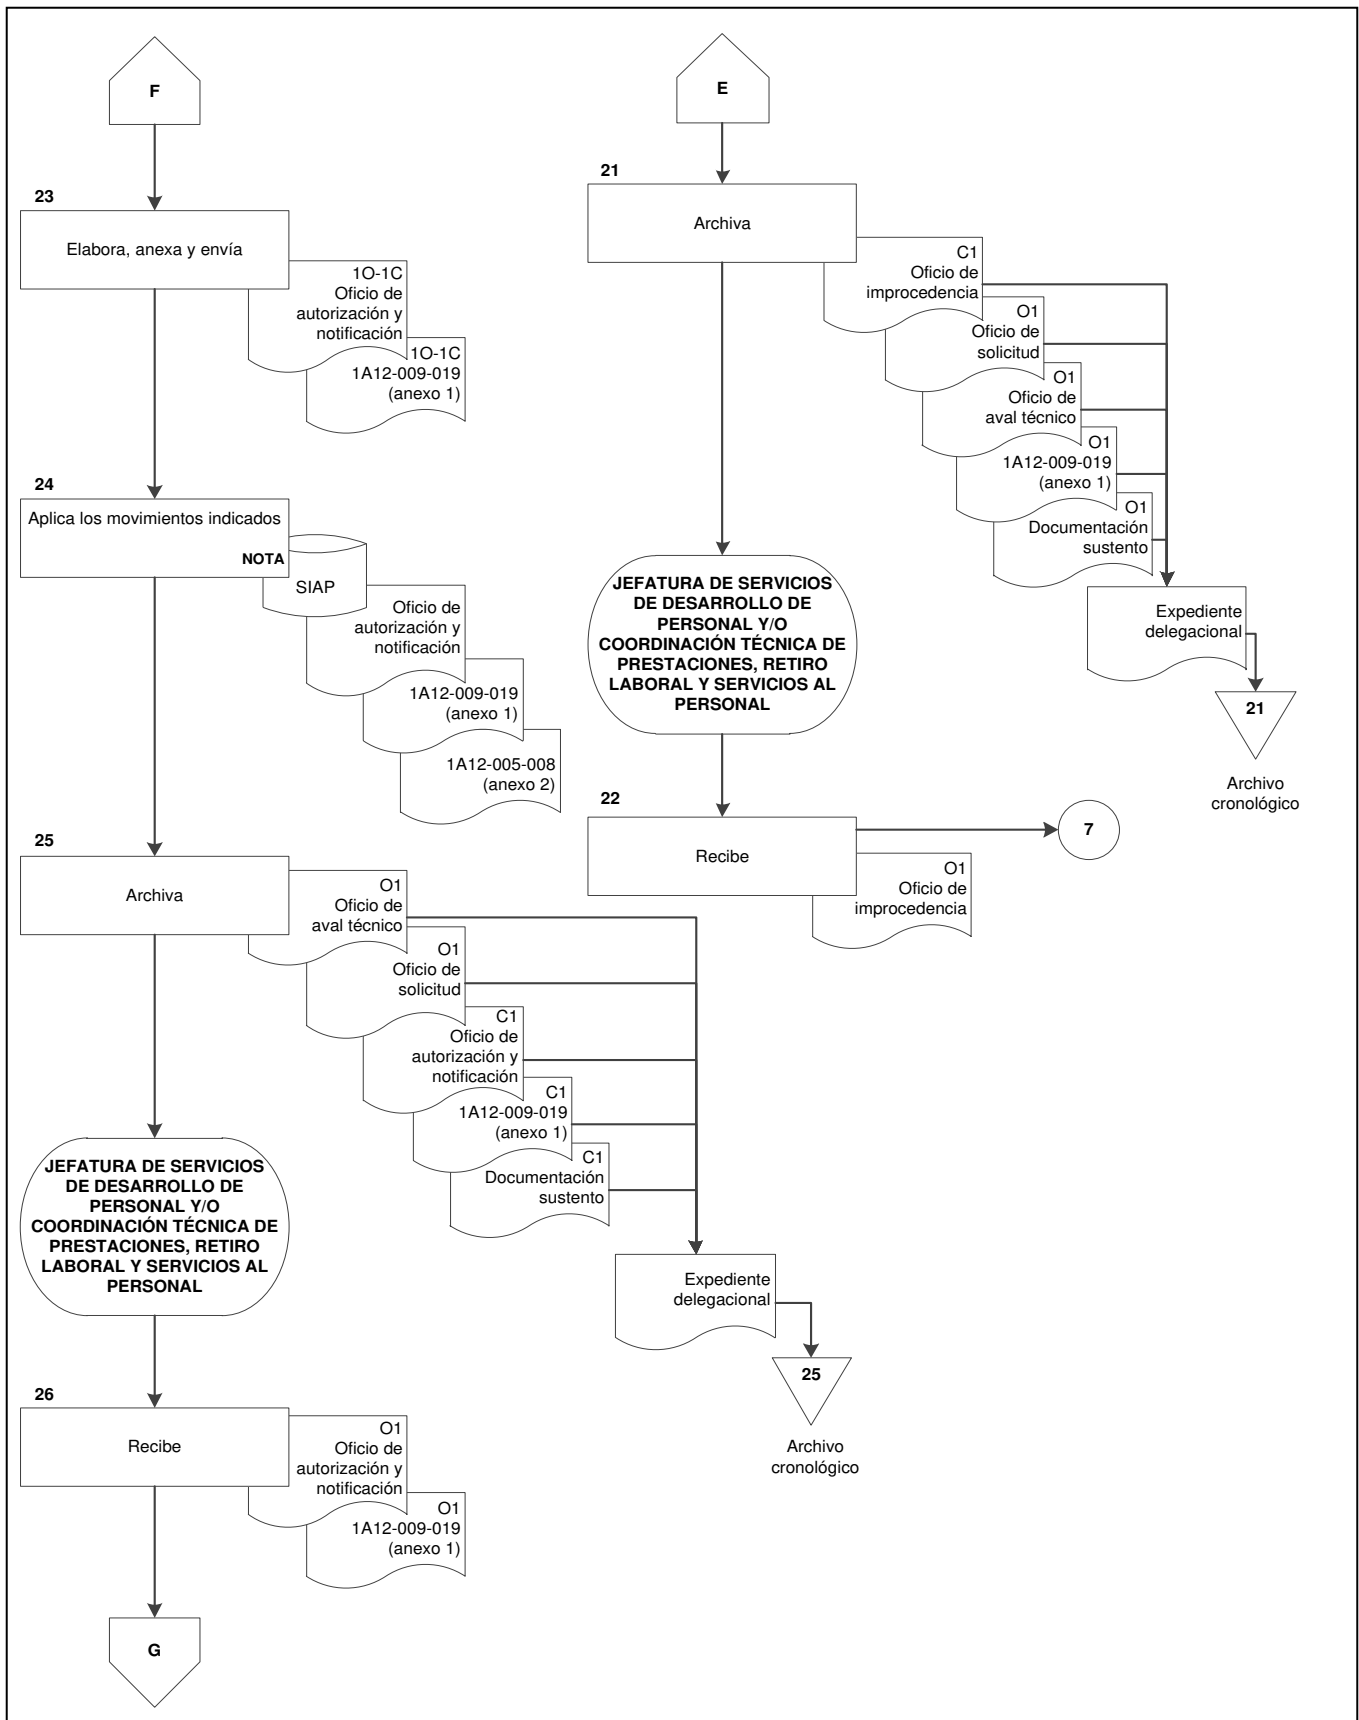 F
23
Elabora, anexa y envía
1O-1C
Oficio de
autorización y
notificación
1O-1C
1A12-009-019
(anexo 1)
24
Aplica los movimientos indicados
NOTA
SIAP
Oficio de
autorización y
notificación
1A12-009-019
(anexo 1)
1A12-005-008
(anexo 2)
25
Archiva
O1
Oficio de
aval técnico
O1
Oficio de
solicitud
C1
Oficio de
autorización y
notificación
C1
1A12-009-019
(anexo 1)
C1
Documentación
sustento
Expediente
delegacional
25
Archivo
cronológico
JEFATURA DE SERVICIOS
DE DESARROLLO DE
PERSONAL Y/O
COORDINACIÓN TÉCNICA DE
PRESTACIONES, RETIRO
LABORAL Y SERVICIOS AL
PERSONAL
26
Recibe
O1
Oficio de
autorización y
notificación
O1
1A12-009-019
(anexo 1)
G
E
21
Archiva
C1
Oficio de
improcedencia
O1
Oficio de
solicitud
O1
Oficio de
aval técnico
O1
1A12-009-019
(anexo 1)
O1
Documentación
sustento
Expediente
delegacional
21
Archivo
cronológico
JEFATURA DE SERVICIOS
DE DESARROLLO DE
PERSONAL Y/O
COORDINACIÓN TÉCNICA DE
PRESTACIONES, RETIRO
LABORAL Y SERVICIOS AL
PERSONAL
22
Recibe
7
O1
Oficio de
improcedencia